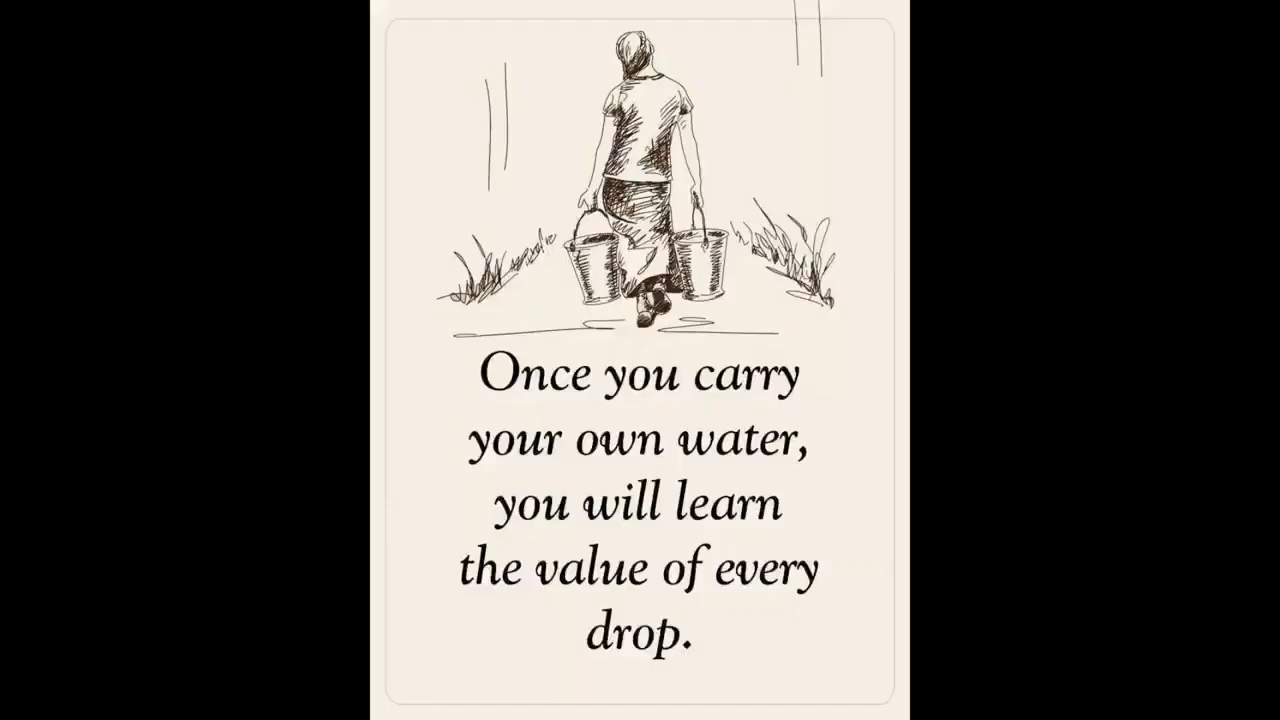 Once you carry
your own water,
you will learn
the value of every
drop.